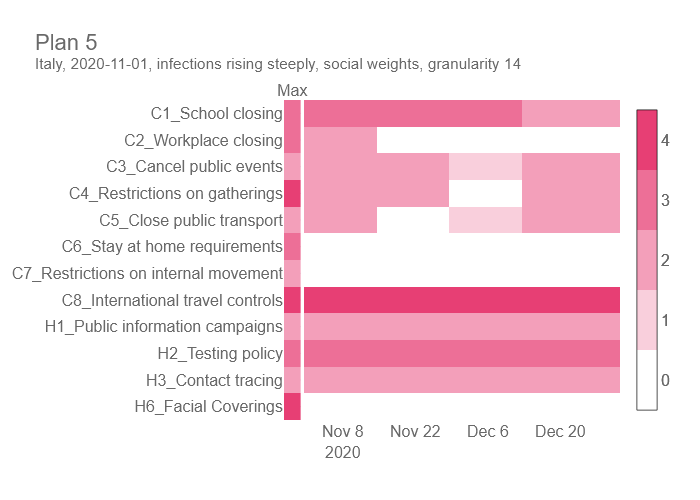 Plan 5
Italy, 2020-11-01, infections rising steeply, social weights, granularity 14
Max
C1_School closing
C2_Workplace closing
C3_Cancel public events
C4_Restrictions on gatherings
C5_Close public transport
C6_Stay at home requirements
C7_Restrictions on internal movement
C8_International travel controls
H1_Public information campaigns
H2_Testing policy
H3_Contact tracing
H6_Facial Coverings
Nov 8
2020
Nov 22
Dec 6
Dec 20
4
3
2
1
0